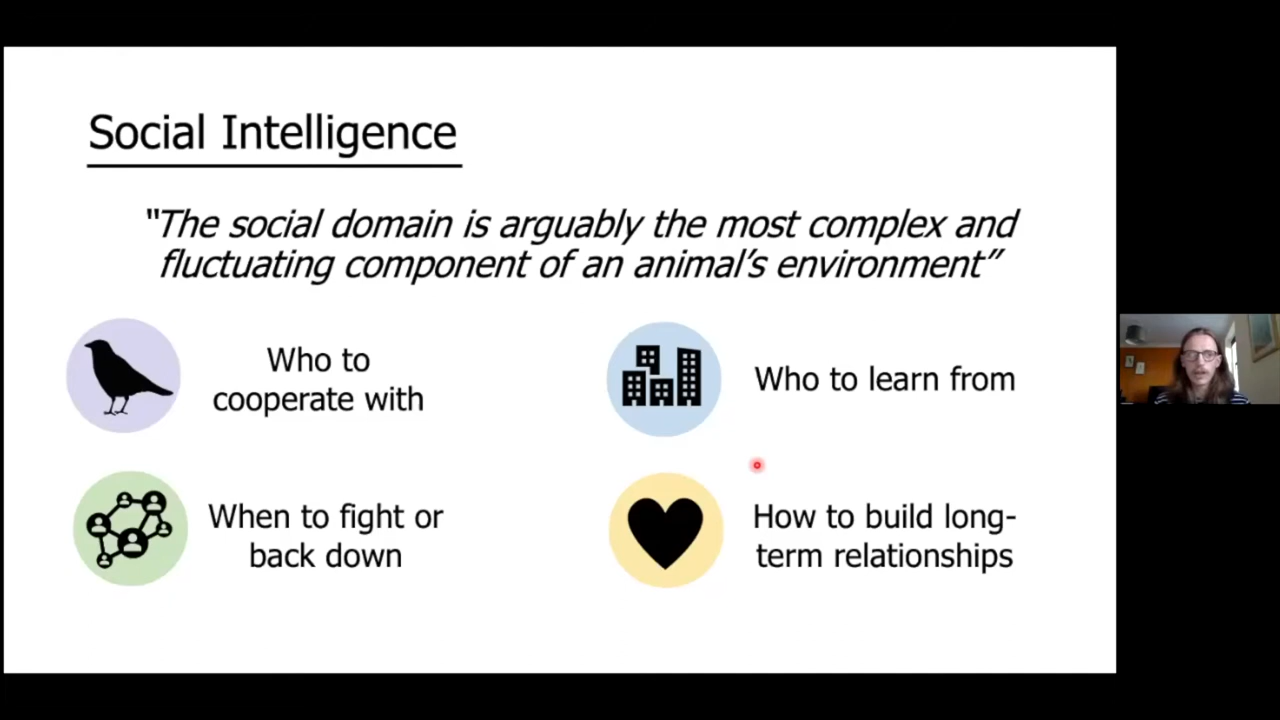 Social Intelligence
"The social domain is arguably the most complex and
fluctuating component of an animal's environment”
Who to
cooperate with
Who to learn from
When to fight or
back down
How to build long-
term relationships